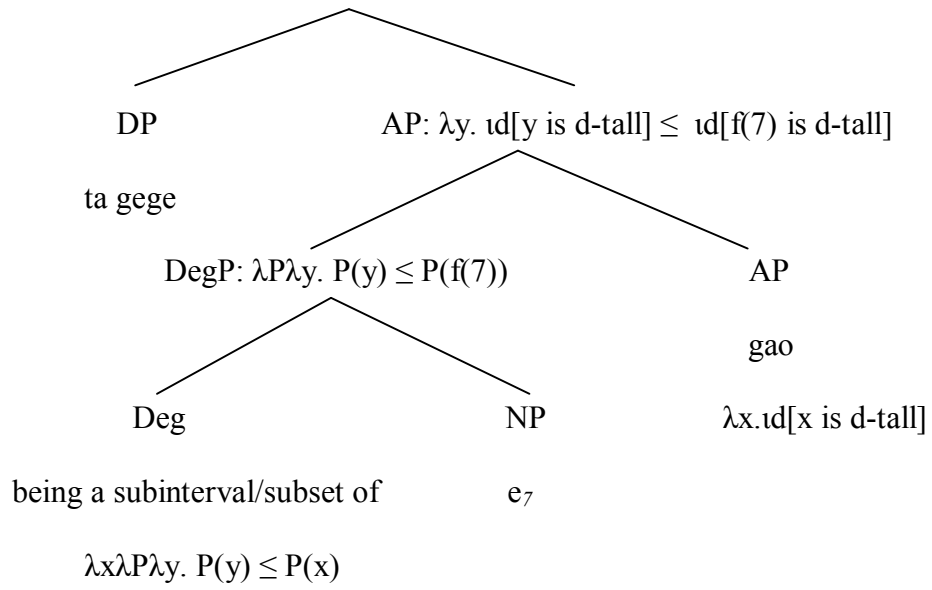 DP AP: λy. ιd[y is d-tall] ≤ ιd[f(7) is d-tall]
ta gege
DegP: λPλy. P(y) ≤ P(f(7)) AP
gao
Deg NP λx.ιd[x is d-tall]
being a subinterval/subset of e₇
λxλPλy. P(y) ≤ P(x)